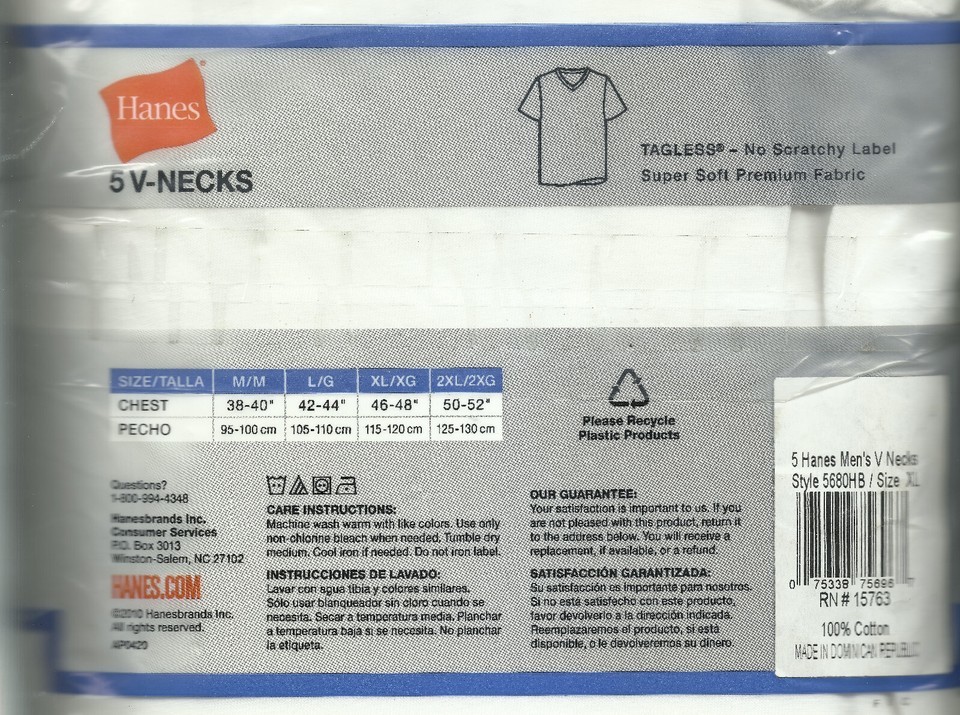 Hanes®
5 V-NECKS
TAGLESS® – No Scratchy Label
Super Soft Premium Fabric
SIZE/TALLA M/M L/G XL/XG 2XL/2XG
CHEST 38-40" 42-44" 46-48" 50-52"
PECHO 95-100 cm 105-110 cm 115-120 cm 125-130 cm
Please Recycle
Plastic Products
Questions?
1-800-994-4348
Hanesbrands Inc.
Consumer Services
P.O. Box 3013
Winston-Salem, NC 27102
HANES.COM
©2010 Hanesbrands Inc.
All rights reserved.
AP0420
CARE INSTRUCTIONS:
Machine wash warm with like colors. Use only
non-chlorine bleach when needed. Tumble dry
medium. Cool iron if needed. Do not iron label.
INSTRUCCIONES DE LAVADO:
Lavar con agua tibia y colores similares.
Sólo usar blanqueador sin cloro cuando se
necesita. Secar a temperatura media. Planchar
a temperatura baja si se necesita. No planchar
la etiqueta.
OUR GUARANTEE:
Your satisfaction is important to us. If you
are not pleased with this product, return it
to the address below. You will receive a
replacement, if available, or a refund.
SATISFACCIÓN GARANTIZADA:
Su satisfacción es importante para nosotros.
Si no está satisfecho con este producto,
favor devolverlo a la dirección indicada.
Reemplazaremos el producto, si está
disponible, o le devolveremos su dinero.
5 Hanes Men's V Necks
Style 5680HB / Size XL
0 75338 75696 7
RN # 15763
100% Cotton
MADE IN DOMINICAN REPUBLIC